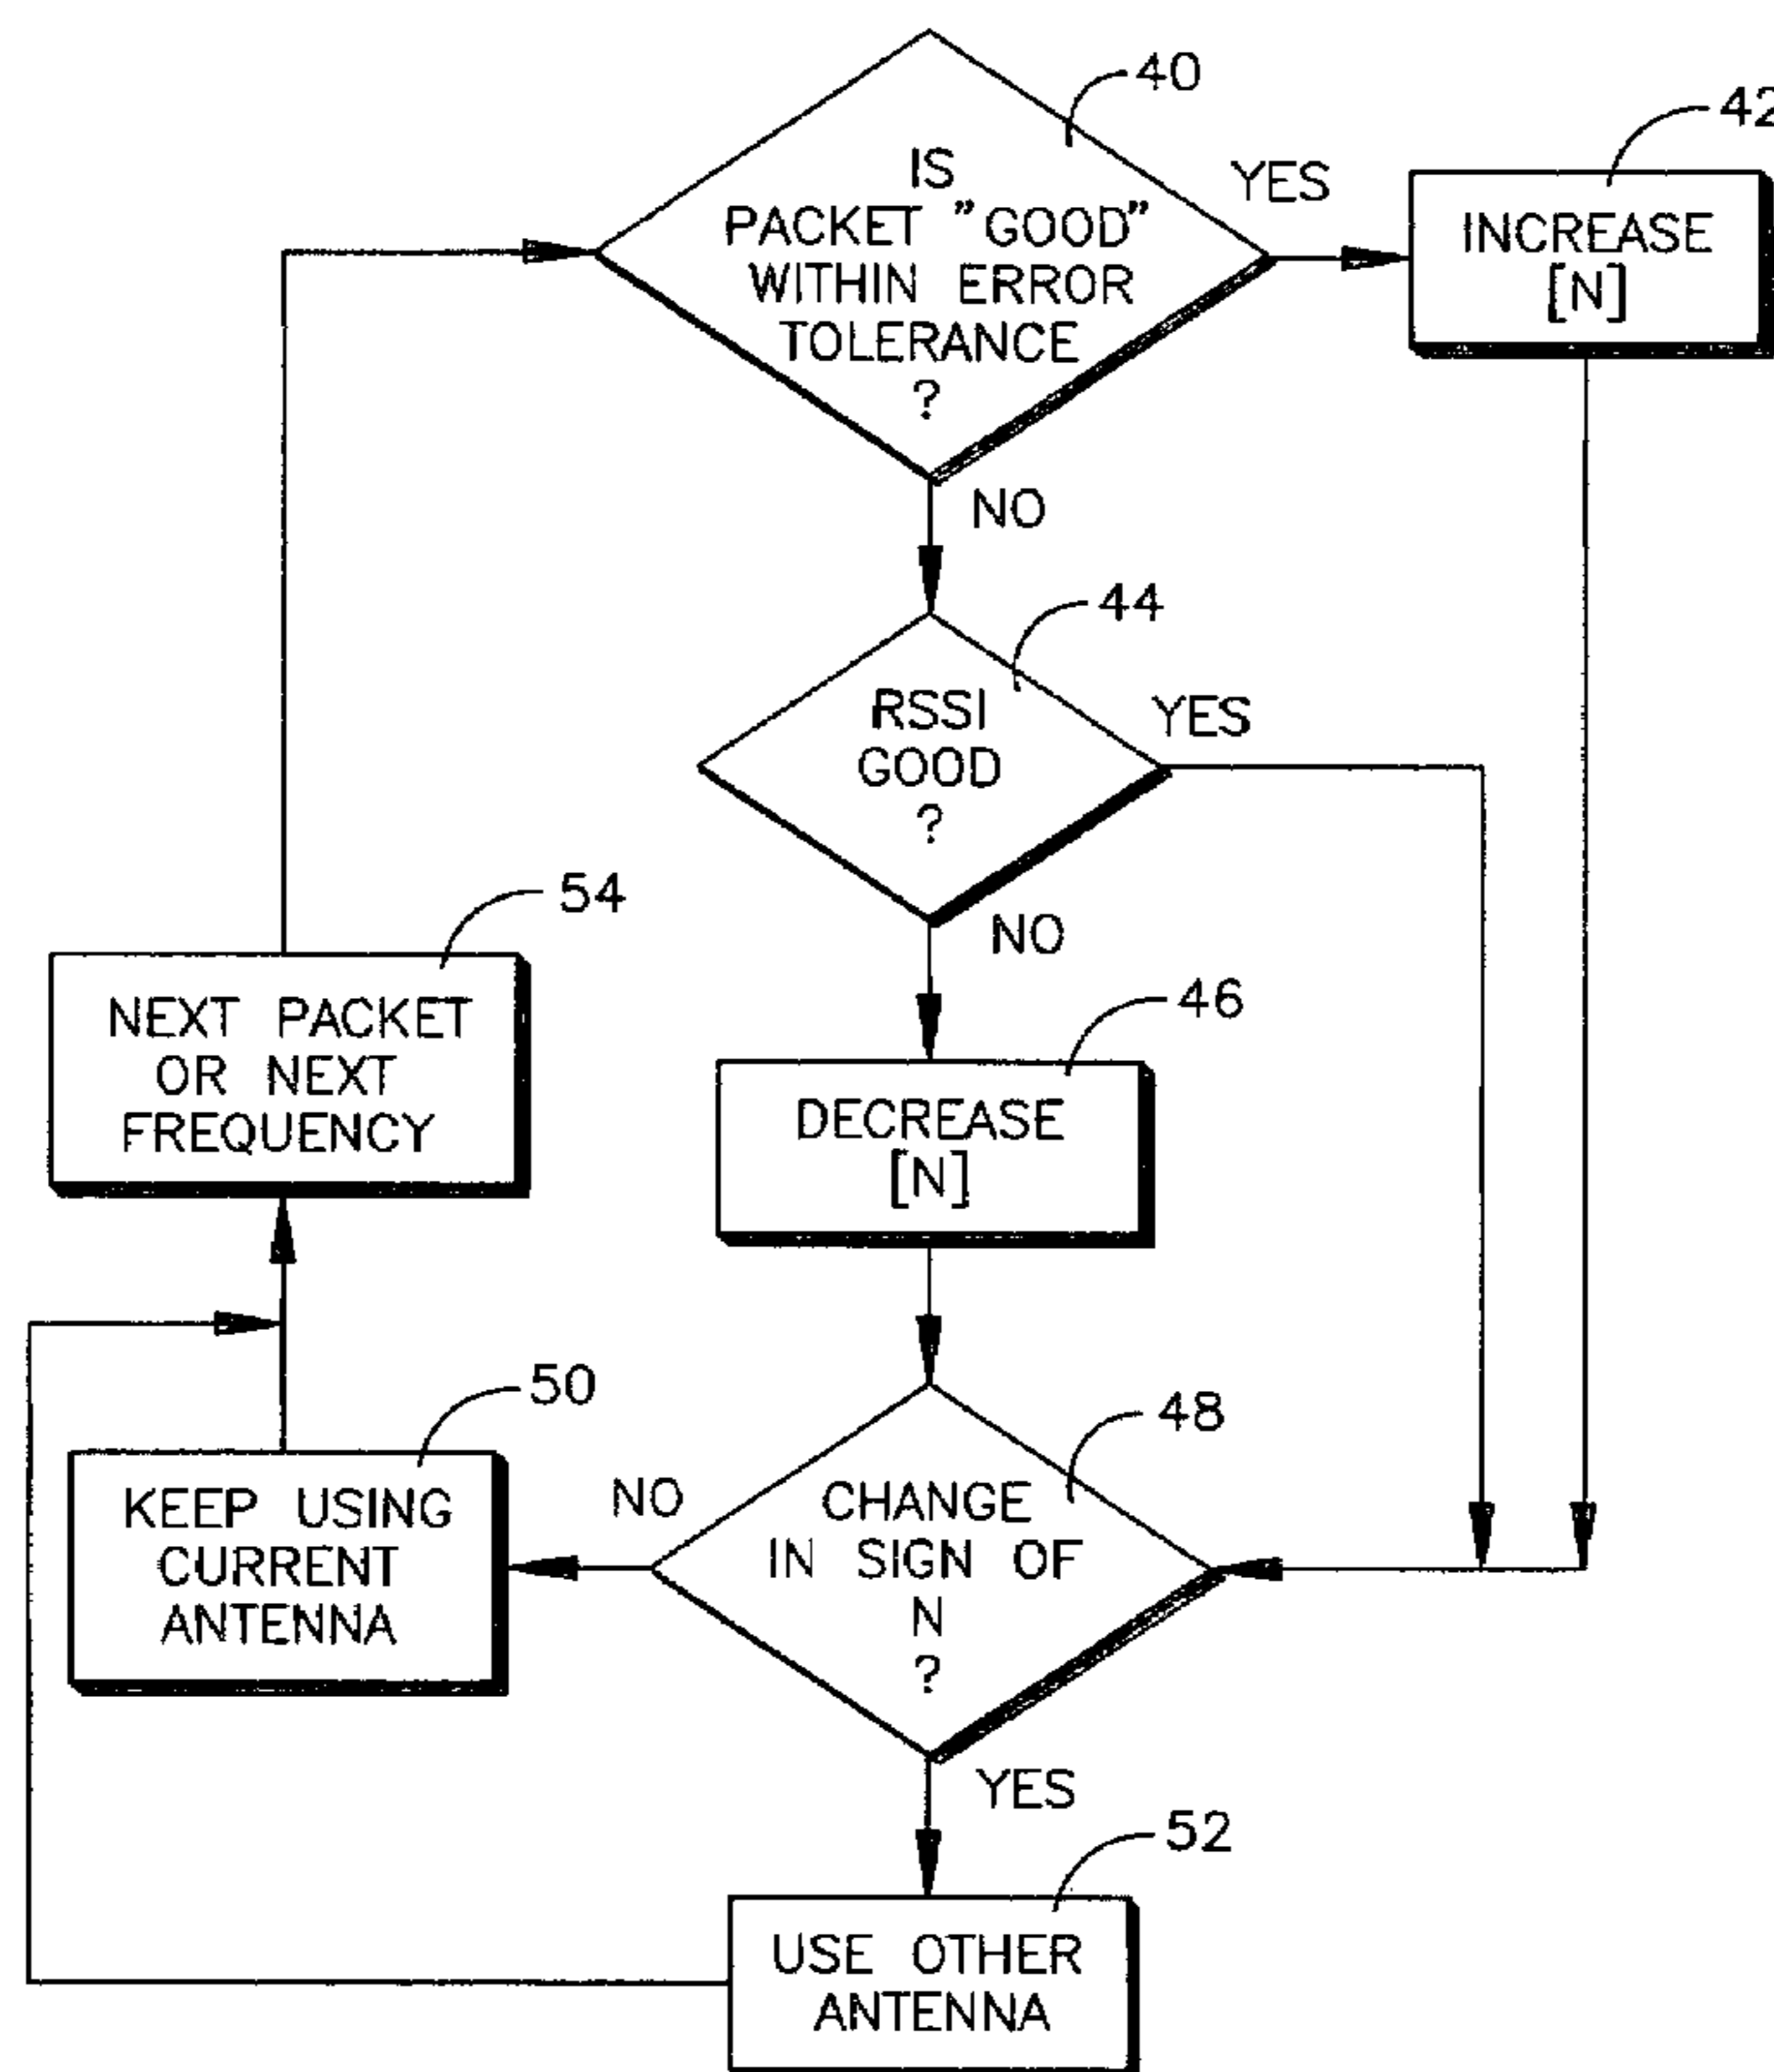 40
IS
PACKET "GOOD"
WITHIN ERROR
TOLERANCE
?
YES
42
INCREASE
[N]
NO
44
RSSI
GOOD
?
YES
NO
54
NEXT PACKET
OR NEXT
FREQUENCY
46
DECREASE
[N]
50
KEEP USING
CURRENT
ANTENNA
NO
48
CHANGE
IN SIGN OF
N
?
YES
52
USE OTHER
ANTENNA